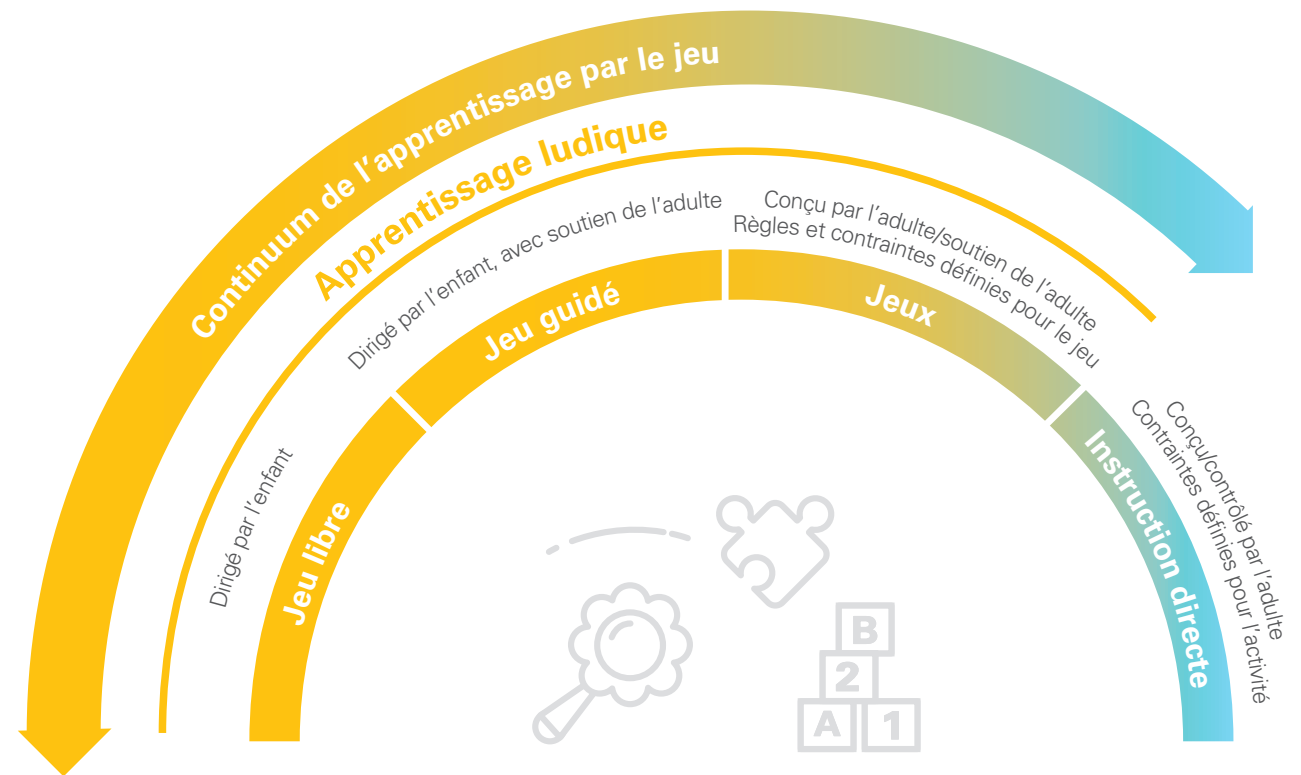 Continuum de l'apprentissage par le jeu
Apprentissage ludique
Dirigé par l'enfant
Jeu libre
Dirigé par l'enfant, avec soutien de l'adulte
Jeu guidé
Conçu par l'adulte/soutien de l'adulte
Règles et contraintes définies pour le jeu
Jeux
Conçu/contrôlé par l'adulte
Contraintes définies pour l'activité
Instruction directe
B
2
A 1